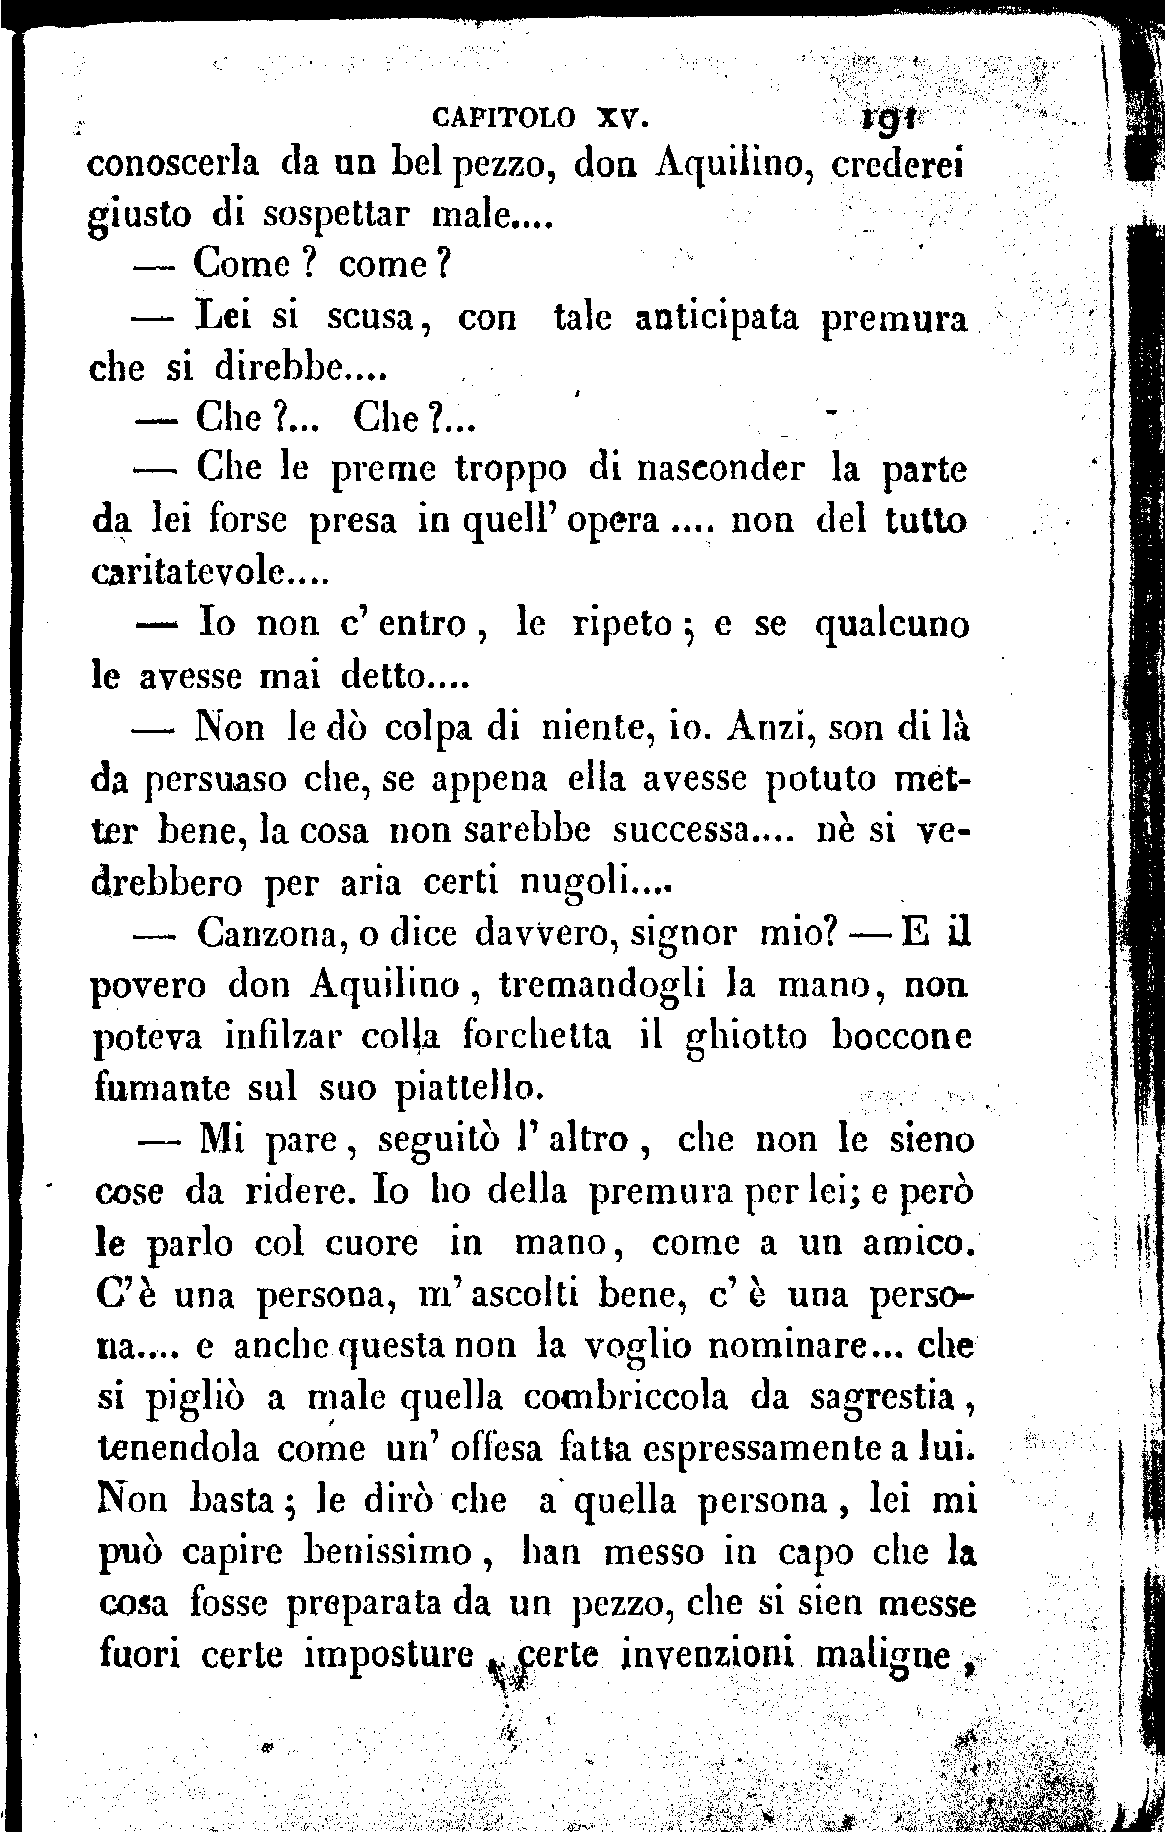 CAPITOLO XV. 191
conoscerla da un bel pezzo, don Aquilino, crederei
giusto di sospettar male....
— Come? come?
— Lei si scusa, con tale anticipata premura
che si direbbe....
— Che?... Che?...
— Che le preme troppo di nasconder la parte
da lei forse presa in quell' opera .... non del tutto
caritatevole....
— Io non c' entro, le ripeto; e se qualcuno
le avesse mai detto....
— Non le dò colpa di niente, io. Anzi, son di là
da persuaso che, se appena ella avesse potuto met-
ter bene, la cosa non sarebbe successa.... nè si ve-
drebbero per aria certi nugoli....
— Canzona, o dice davvero, signor mio? — E il
povero don Aquilino, tremandogli la mano, non
poteva infilzar colla forchetta il ghiotto boccone
fumante sul suo piattello.
— Mi pare, seguitò l' altro, che non le sieno
cose da ridere. Io ho della premura per lei; e però
le parlo col cuore in mano, come a un amico.
C' è una persona, m' ascolti bene, c' è una perso-
na.... e anche questa non la voglio nominare... che
si pigliò a male quella combriccola da sagrestia,
tenendola come un' offesa fatta espressamente a lui.
Non basta; le dirò che a quella persona, lei mi
può capire benissimo, han messo in capo che la
cosa fosse preparata da un pezzo, che si sien messe
fuori certe imposture, certe invenzioni maligne,